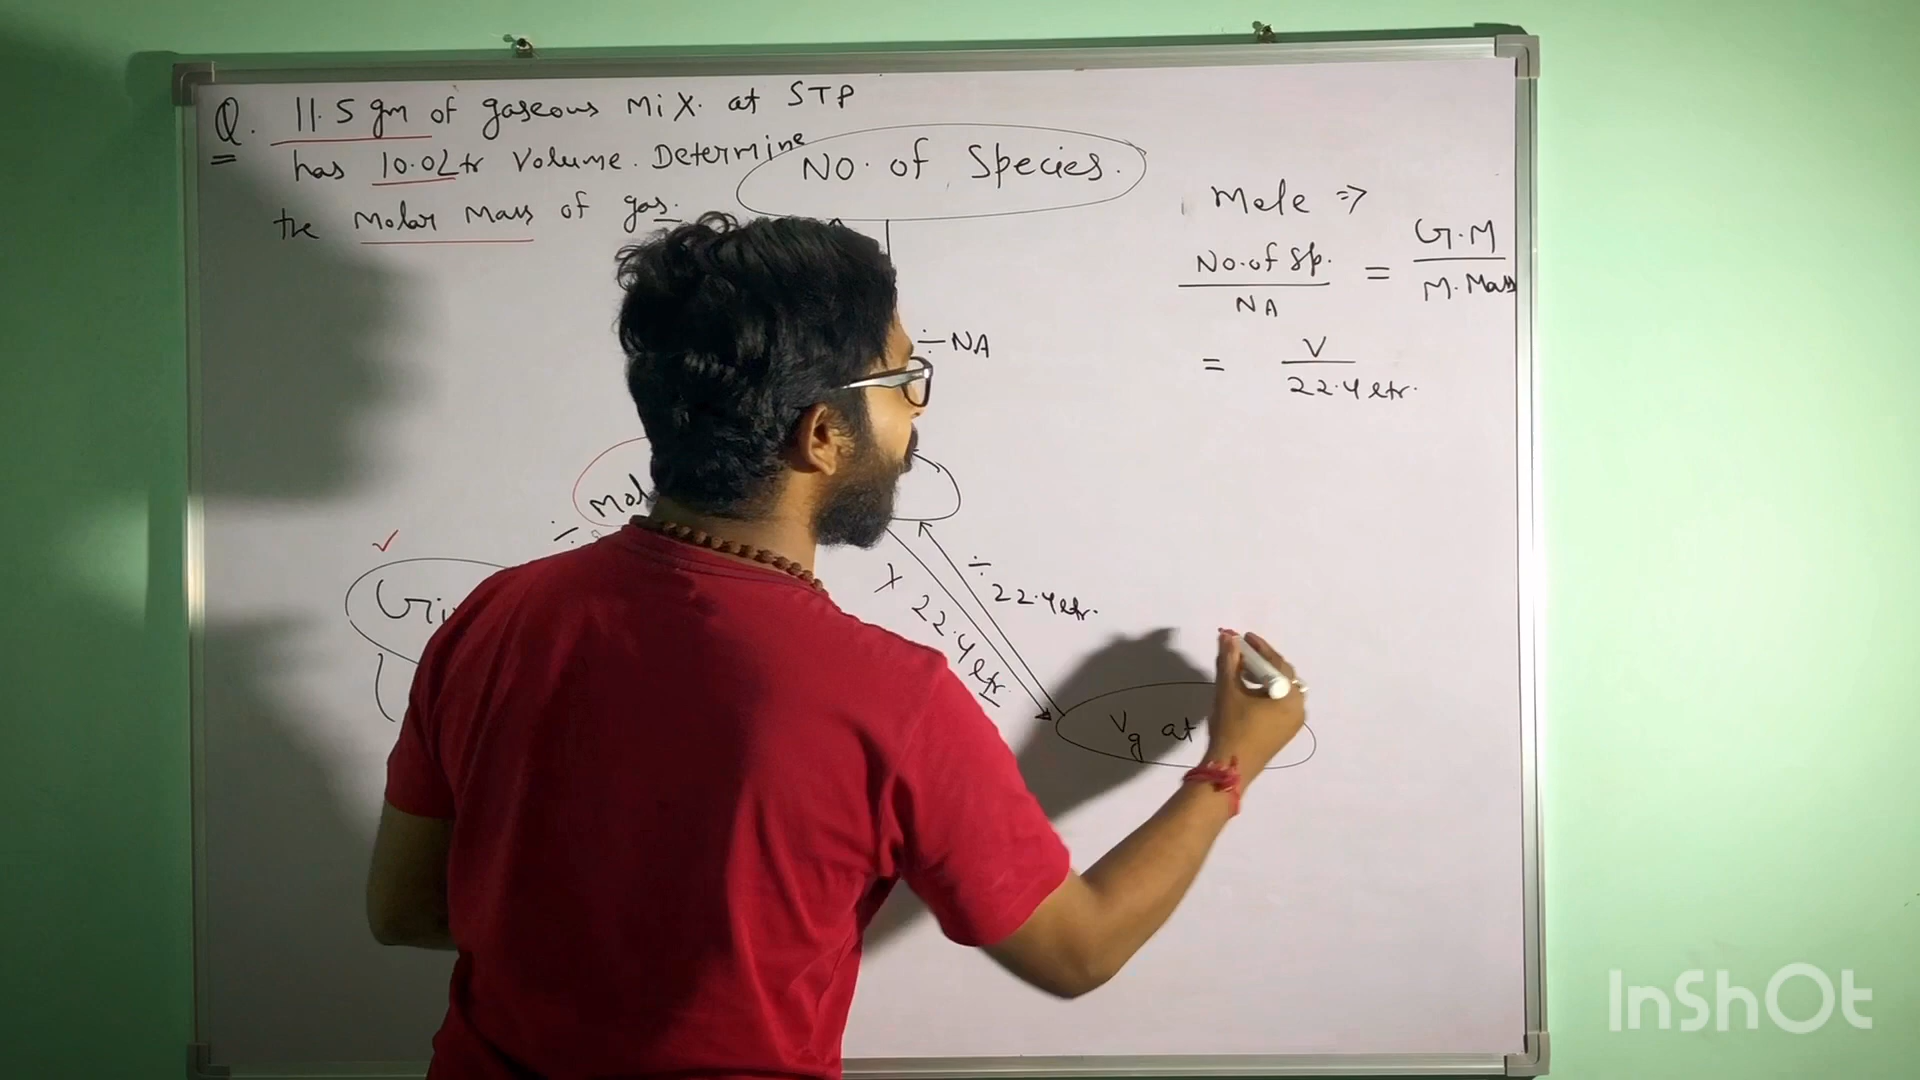 Q. 11.5 gm of gaseous Mix. at STP
has 10.0Ltr Volume. Determine
the Molar Mass of gas.
No. of Species.
Mole =>
No. of Sp. / NA = G.M / M. Mass
= V / 22.4 ltr.
÷ NA
Mol
÷
÷ 22.4 ltr.
X 22.4 ltr.
Vg at
InShOt